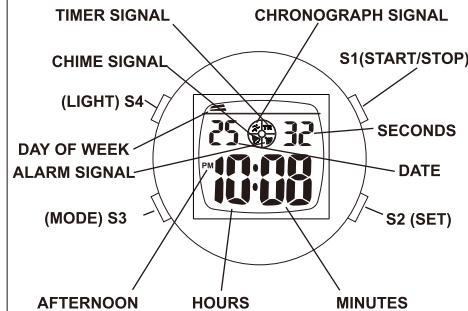 TIMER SIGNAL
CHRONOGRAPH SIGNAL
CHIME SIGNAL
S1(START/STOP)
(LIGHT) S4
25 32
SECONDS
DAY OF WEEK
ALARM SIGNAL
DATE
PM 10:08
(MODE) S3
S2 (SET)
AFTERNOON
HOURS
MINUTES